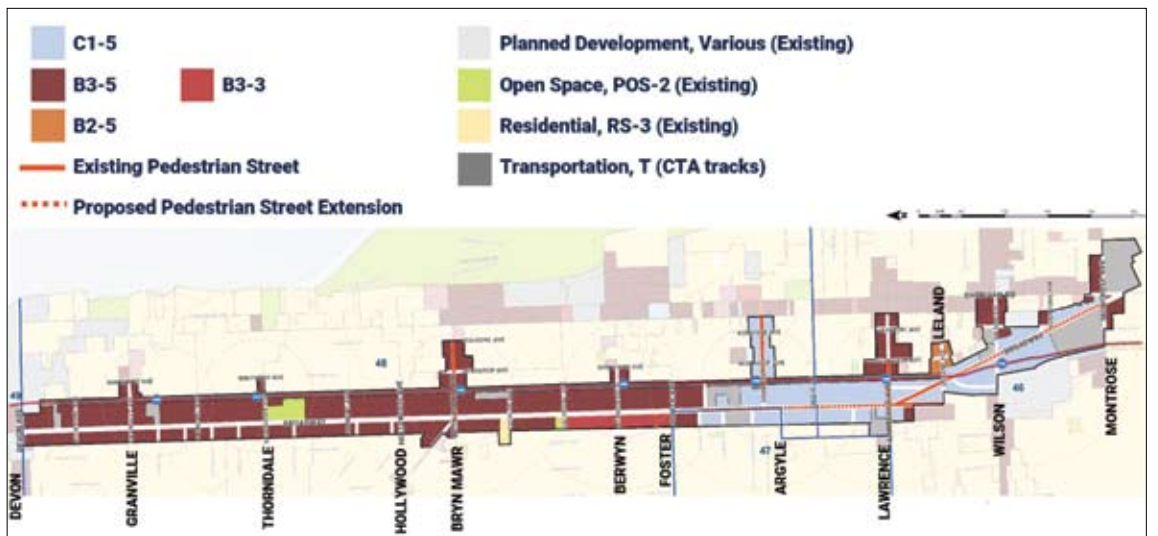 C1-5
B3-5
B3-3
B2-5
Existing Pedestrian Street
Proposed Pedestrian Street Extension
Planned Development, Various (Existing)
Open Space, POS-2 (Existing)
Residential, RS-3 (Existing)
Transportation, T (CTA tracks)
48
46
47
DEVON
GRANVILLE
THORNDALE
HOLLYWOOD
BRYN MAWR
BERWYN
FOSTER
ARGYLE
LAWRENCE
LELAND
WILSON
MONTROSE